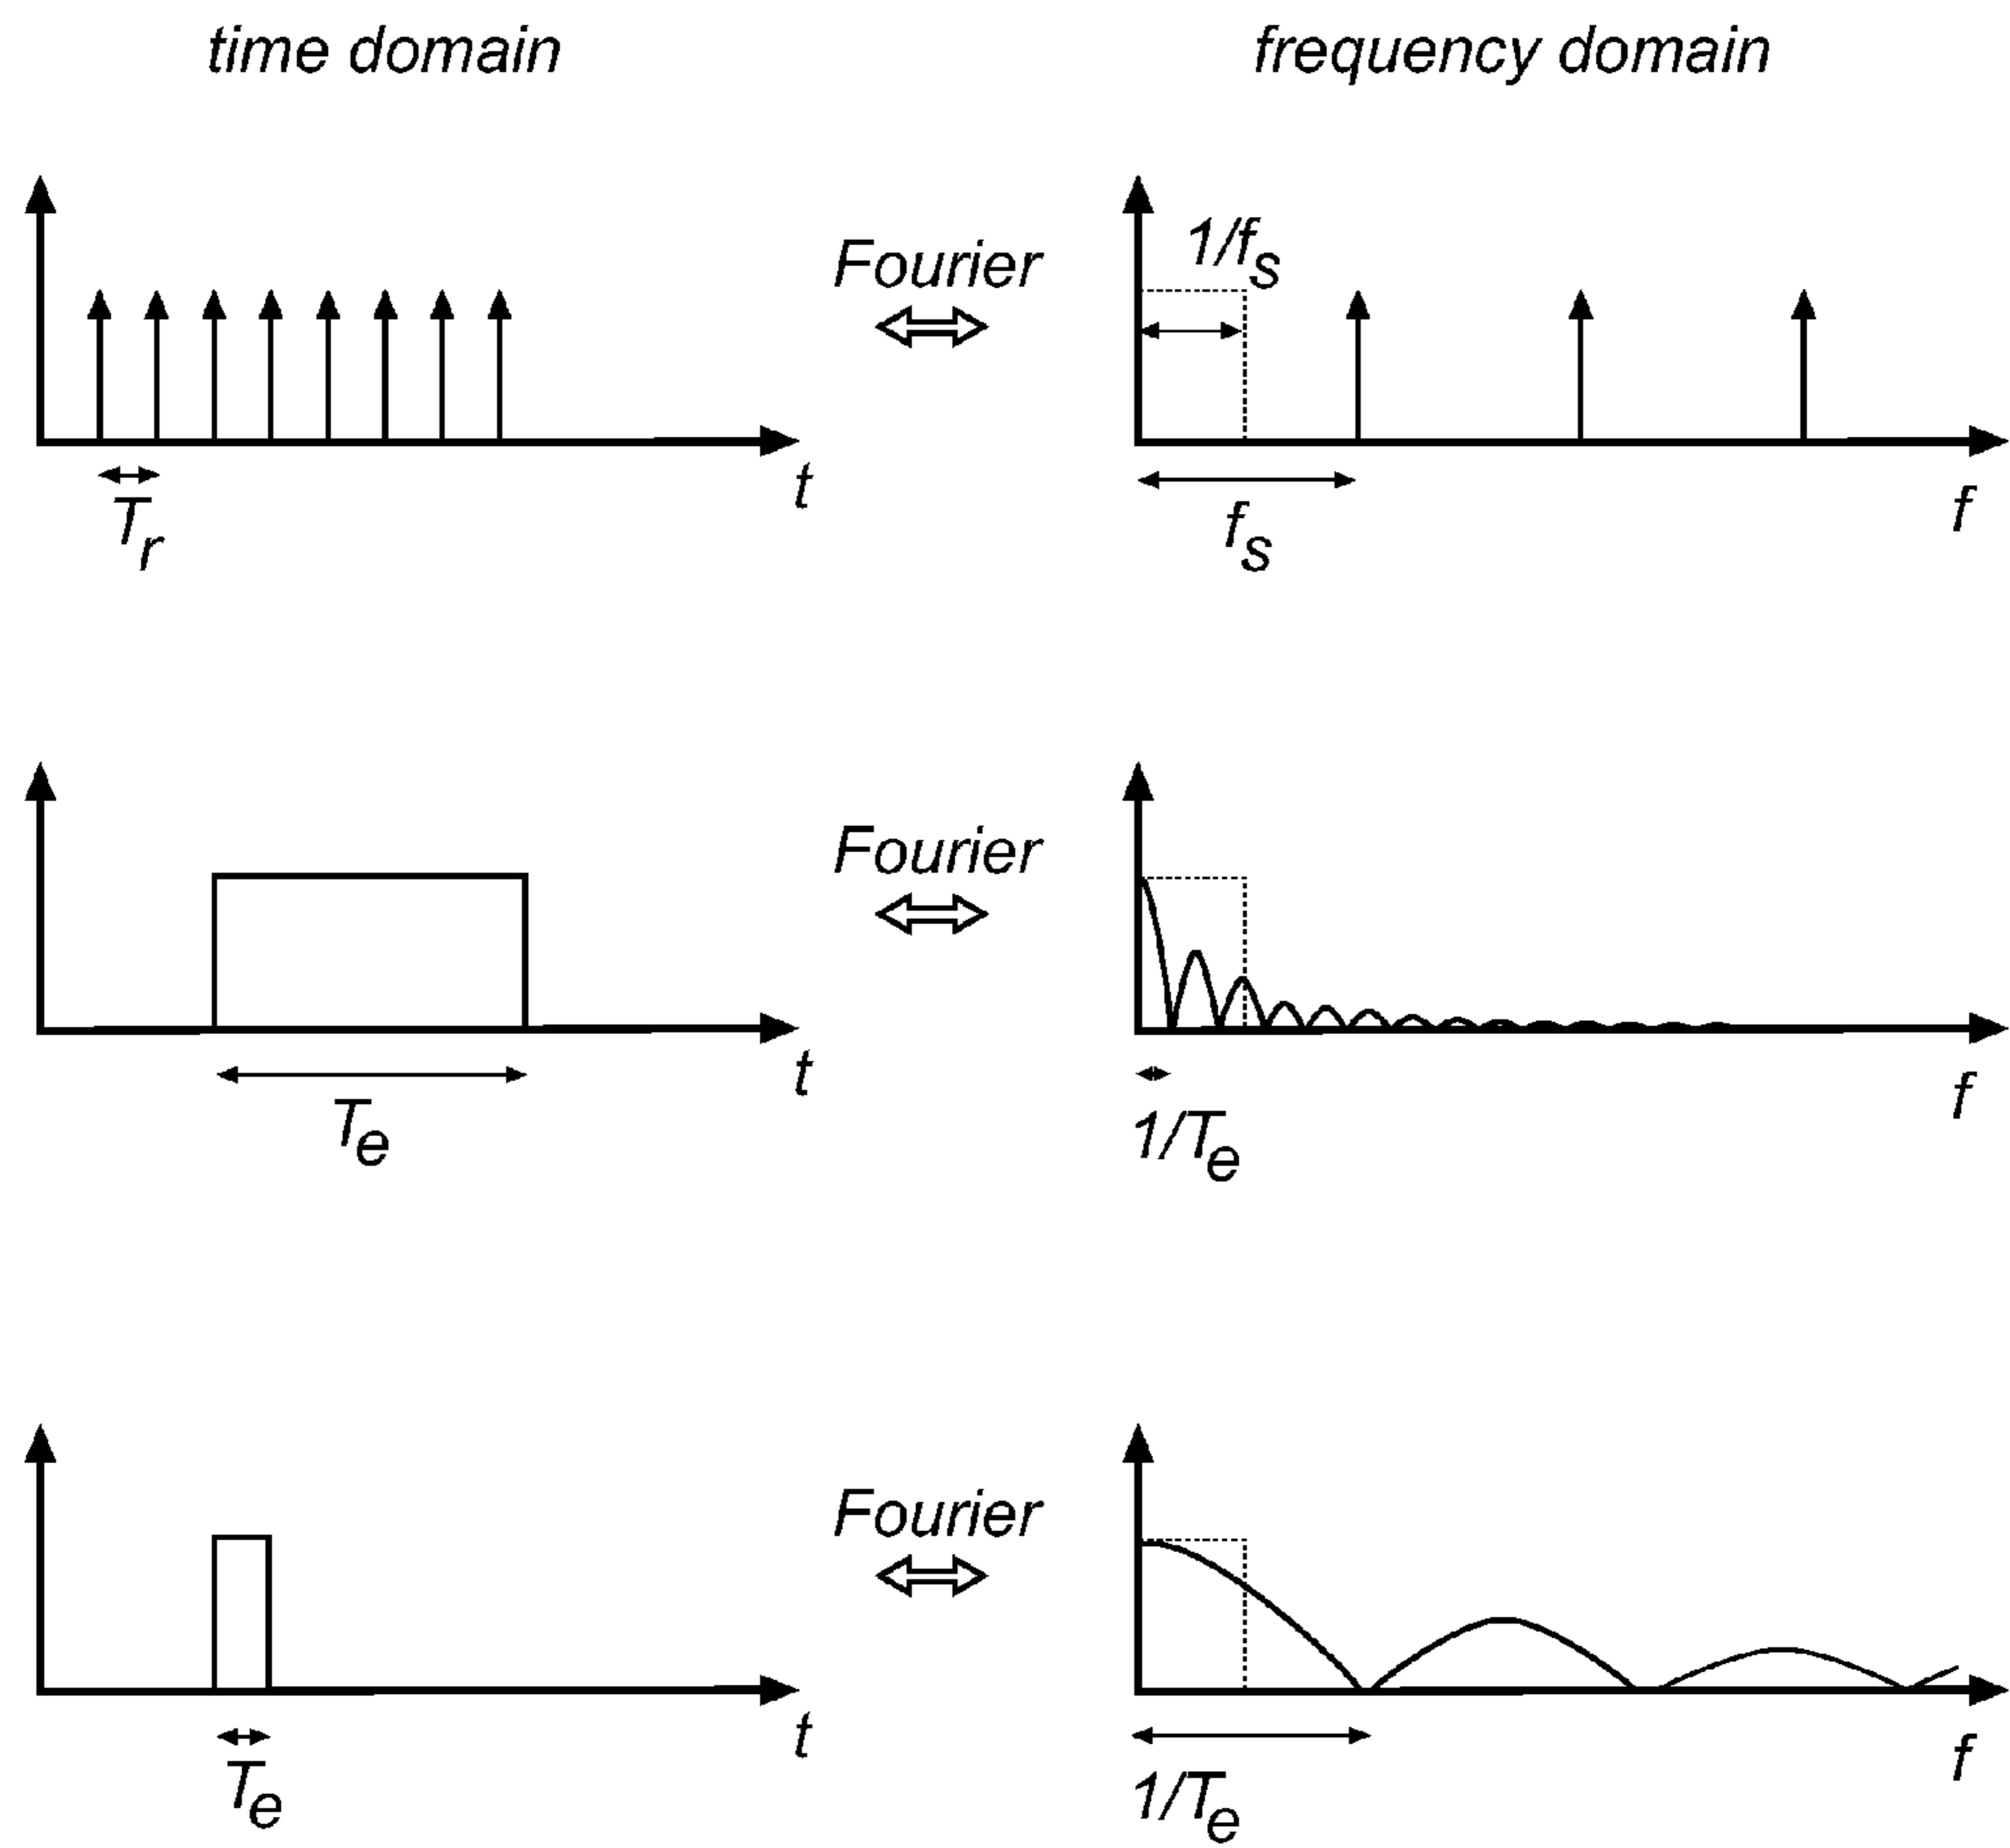 time domain
frequency domain
Fourier
1/fs
t
f
Tr
fs
Fourier
t
f
Te
1/Te
Fourier
t
f
Te
1/Te